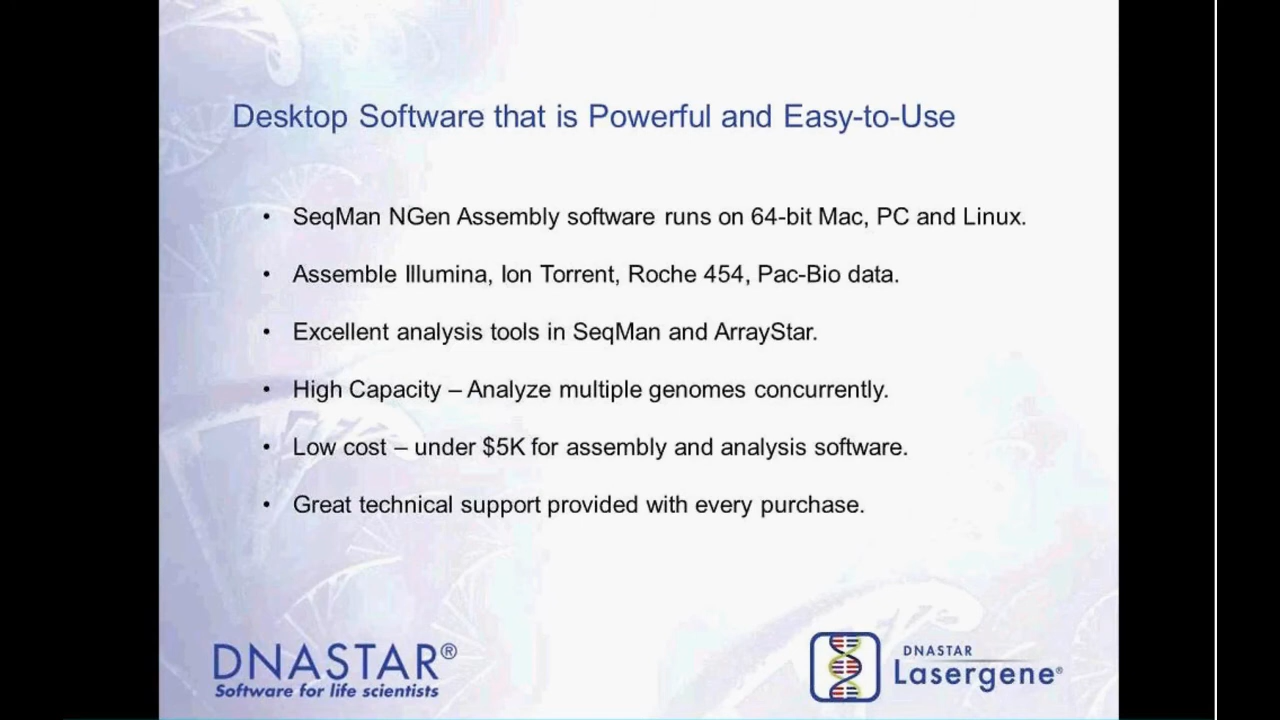 Desktop Software that is Powerful and Easy-to-Use
• SeqMan NGen Assembly software runs on 64-bit Mac, PC and Linux.
• Assemble Illumina, Ion Torrent, Roche 454, Pac-Bio data.
• Excellent analysis tools in SeqMan and ArrayStar.
• High Capacity – Analyze multiple genomes concurrently.
• Low cost – under $5K for assembly and analysis software.
• Great technical support provided with every purchase.
DNASTAR®
Software for life scientists
DNASTAR
Lasergene®